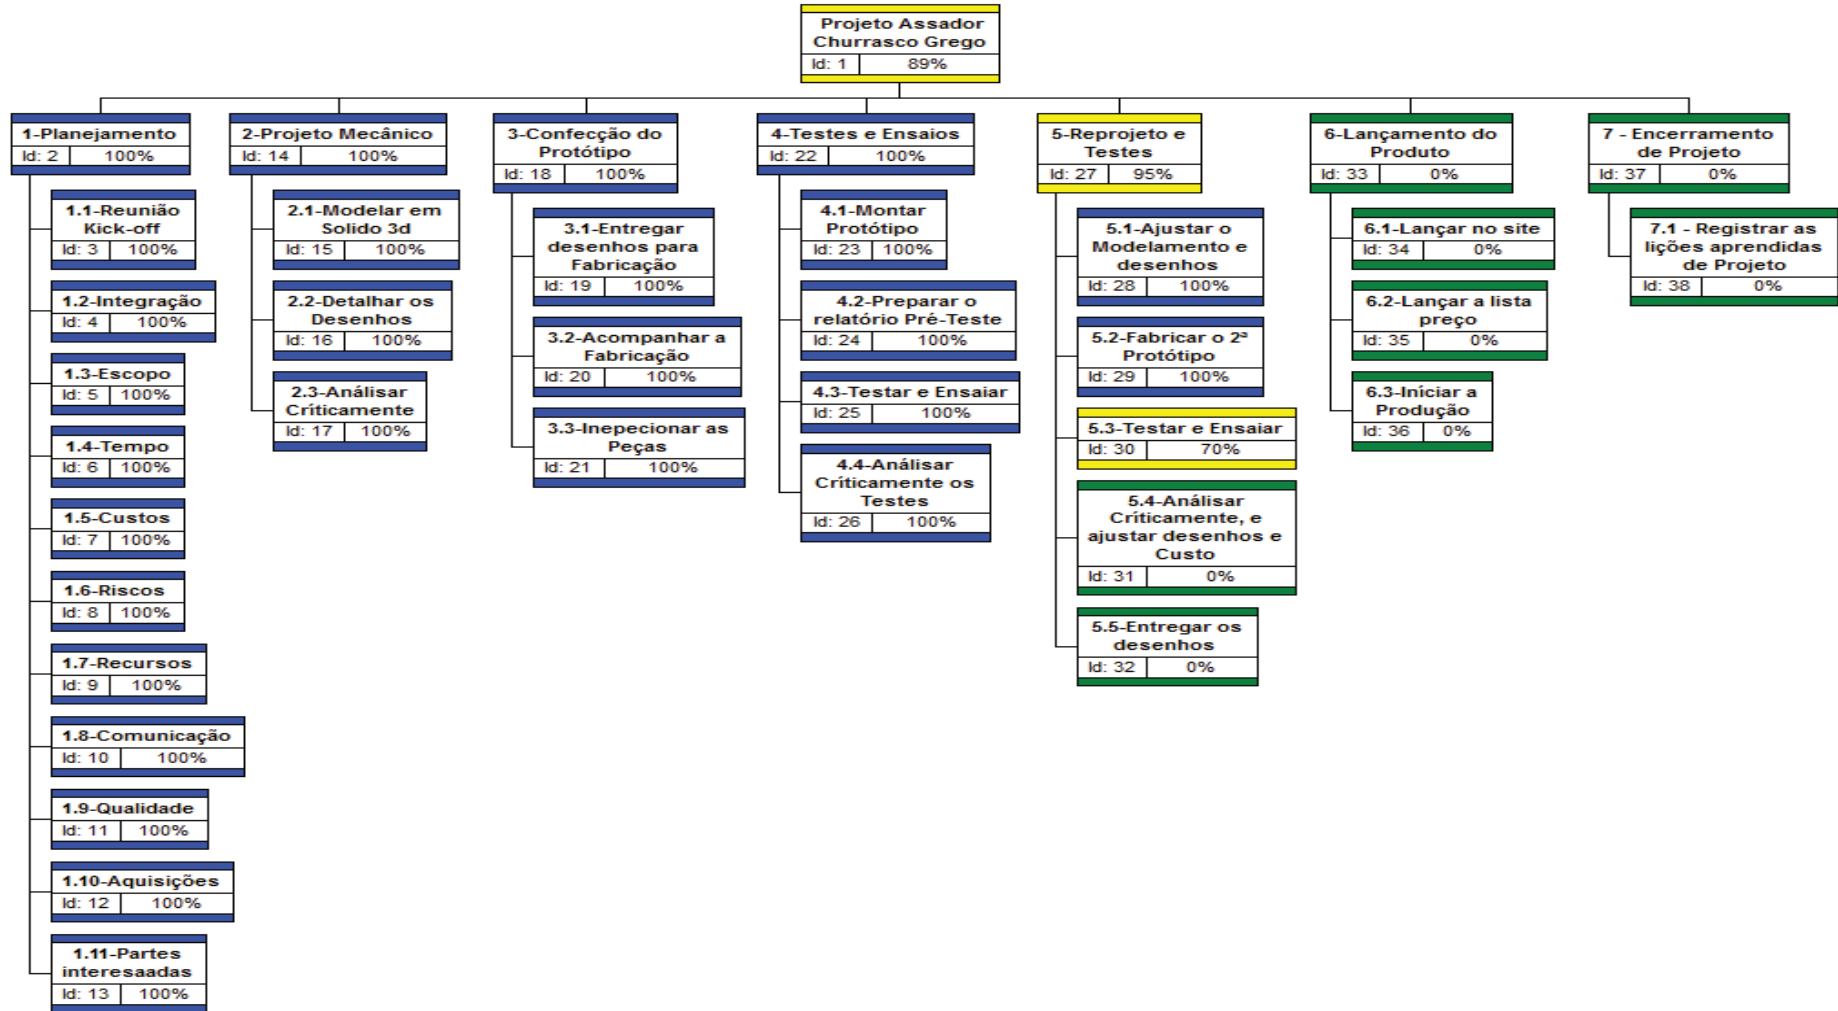 Projeto Assador
Churrasco Grego
Id: 1 89%
1-Planejamento
Id: 2 100%
1.1-Reunião
Kick-off
Id: 3 100%
1.2-Integração
Id: 4 100%
1.3-Escopo
Id: 5 100%
1.4-Tempo
Id: 6 100%
1.5-Custos
Id: 7 100%
1.6-Riscos
Id: 8 100%
1.7-Recursos
Id: 9 100%
1.8-Comunicação
Id: 10 100%
1.9-Qualidade
Id: 11 100%
1.10-Aquisições
Id: 12 100%
1.11-Partes
interesaadas
Id: 13 100%
2-Projeto Mecânico
Id: 14 100%
2.1-Modelar em
Solido 3d
Id: 15 100%
2.2-Detalhar os
Desenhos
Id: 16 100%
2.3-Análisar
Críticamente
Id: 17 100%
3-Confecção do
Protótipo
Id: 18 100%
3.1-Entregar
desenhos para
Fabricação
Id: 19 100%
3.2-Acompanhar a
Fabricação
Id: 20 100%
3.3-Inepecionar as
Peças
Id: 21 100%
4-Testes e Ensaios
Id: 22 100%
4.1-Montar
Protótipo
Id: 23 100%
4.2-Preparar o
relatório Pré-Teste
Id: 24 100%
4.3-Testar e Ensaiar
Id: 25 100%
4.4-Análisar
Críticamente os
Testes
Id: 26 100%
5-Reprojeto e
Testes
Id: 27 95%
5.1-Ajustar o
Modelamento e
desenhos
Id: 28 100%
5.2-Fabricar o 2ª
Protótipo
Id: 29 100%
5.3-Testar e Ensaiar
Id: 30 70%
5.4-Análisar
Críticamente, e
ajustar desenhos e
Custo
Id: 31 0%
5.5-Entregar os
desenhos
Id: 32 0%
6-Lançamento do
Produto
Id: 33 0%
6.1-Lançar no site
Id: 34 0%
6.2-Lançar a lista
preço
Id: 35 0%
6.3-Iníciar a
Produção
Id: 36 0%
7 - Encerramento
de Projeto
Id: 37 0%
7.1 - Registrar as
lições aprendidas
de Projeto
Id: 38 0%